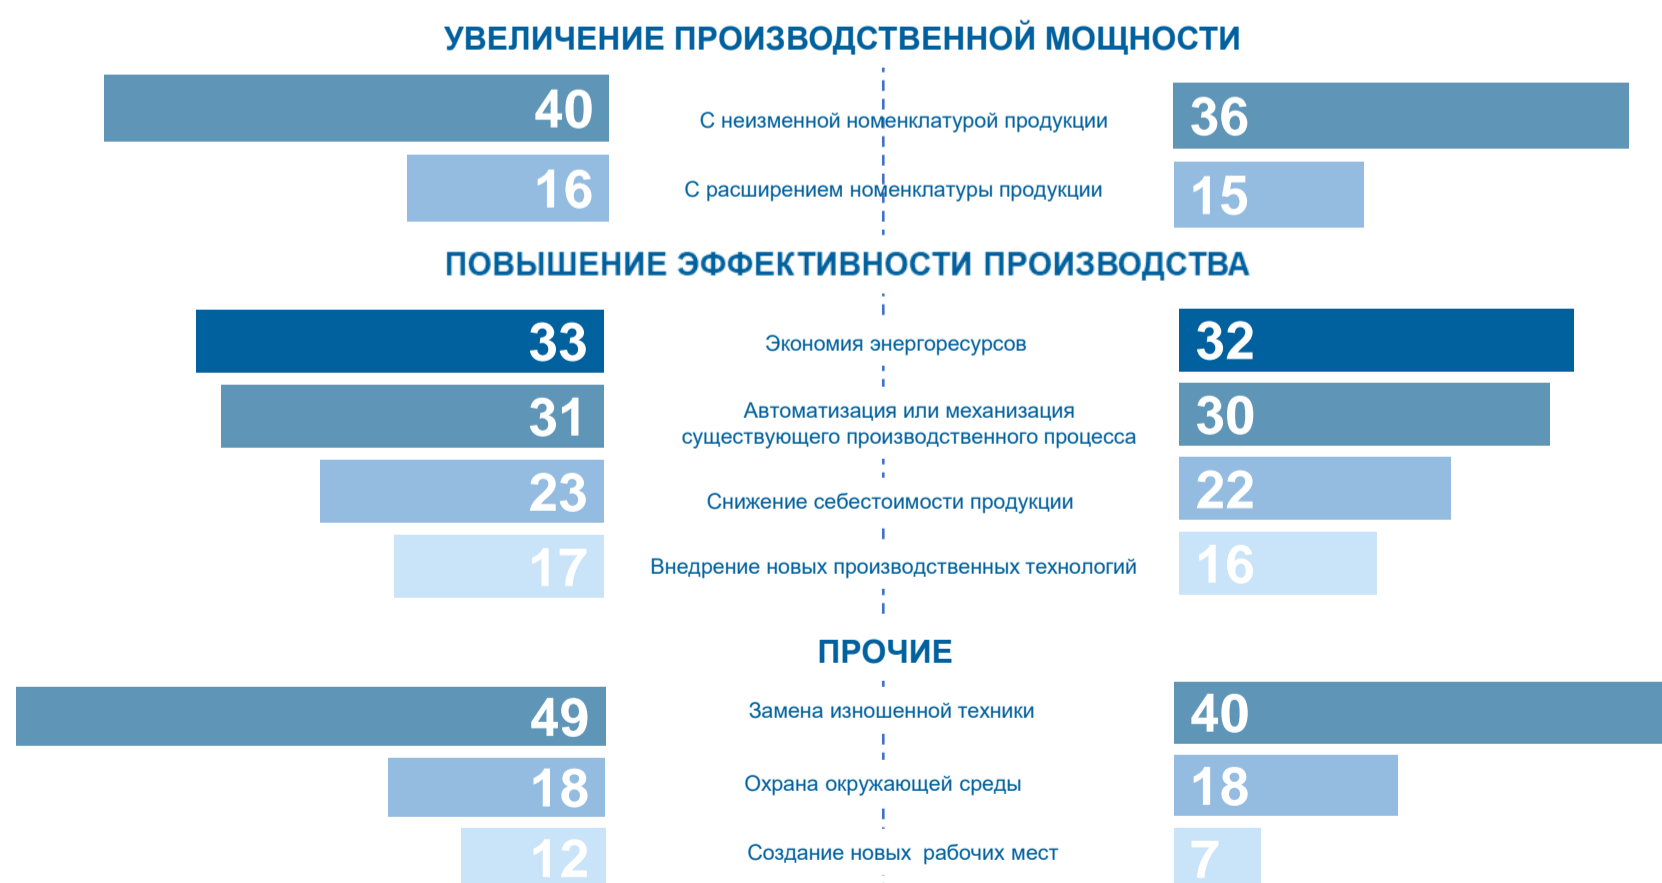 УВЕЛИЧЕНИЕ ПРОИЗВОДСТВЕННОЙ МОЩНОСТИ
40 С неизменной номенклатурой продукции 36
16 С расширением номенклатуры продукции 15
ПОВЫШЕНИЕ ЭФФЕКТИВНОСТИ ПРОИЗВОДСТВА
33 Экономия энергоресурсов 32
31 Автоматизация или механизация 30
существующего производственного процесса
23 Снижение себестоимости продукции 22
17 Внедрение новых производственных технологий 16
ПРОЧИЕ
49 Замена изношенной техники 40
18 Охрана окружающей среды 18
12 Создание новых рабочих мест 7